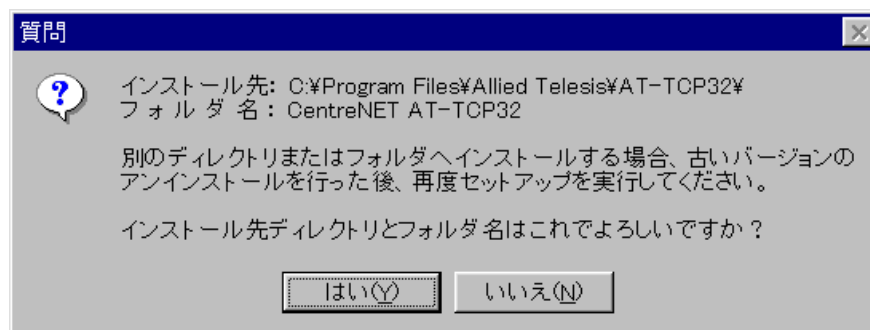 質問
インストール先: C:¥Program Files¥Allied Telesis¥AT-TCP32¥
フ ォ ル ダ 名 : CentreNET AT-TCP32
別のディレクトリまたはフォルダへインストールする場合、古いバージョンの
アンインストールを行った後、再度セットアップを実行してください。
インストール先ディレクトリとフォルダ名はこれでよろしいですか？
はい(Y) いいえ(N)